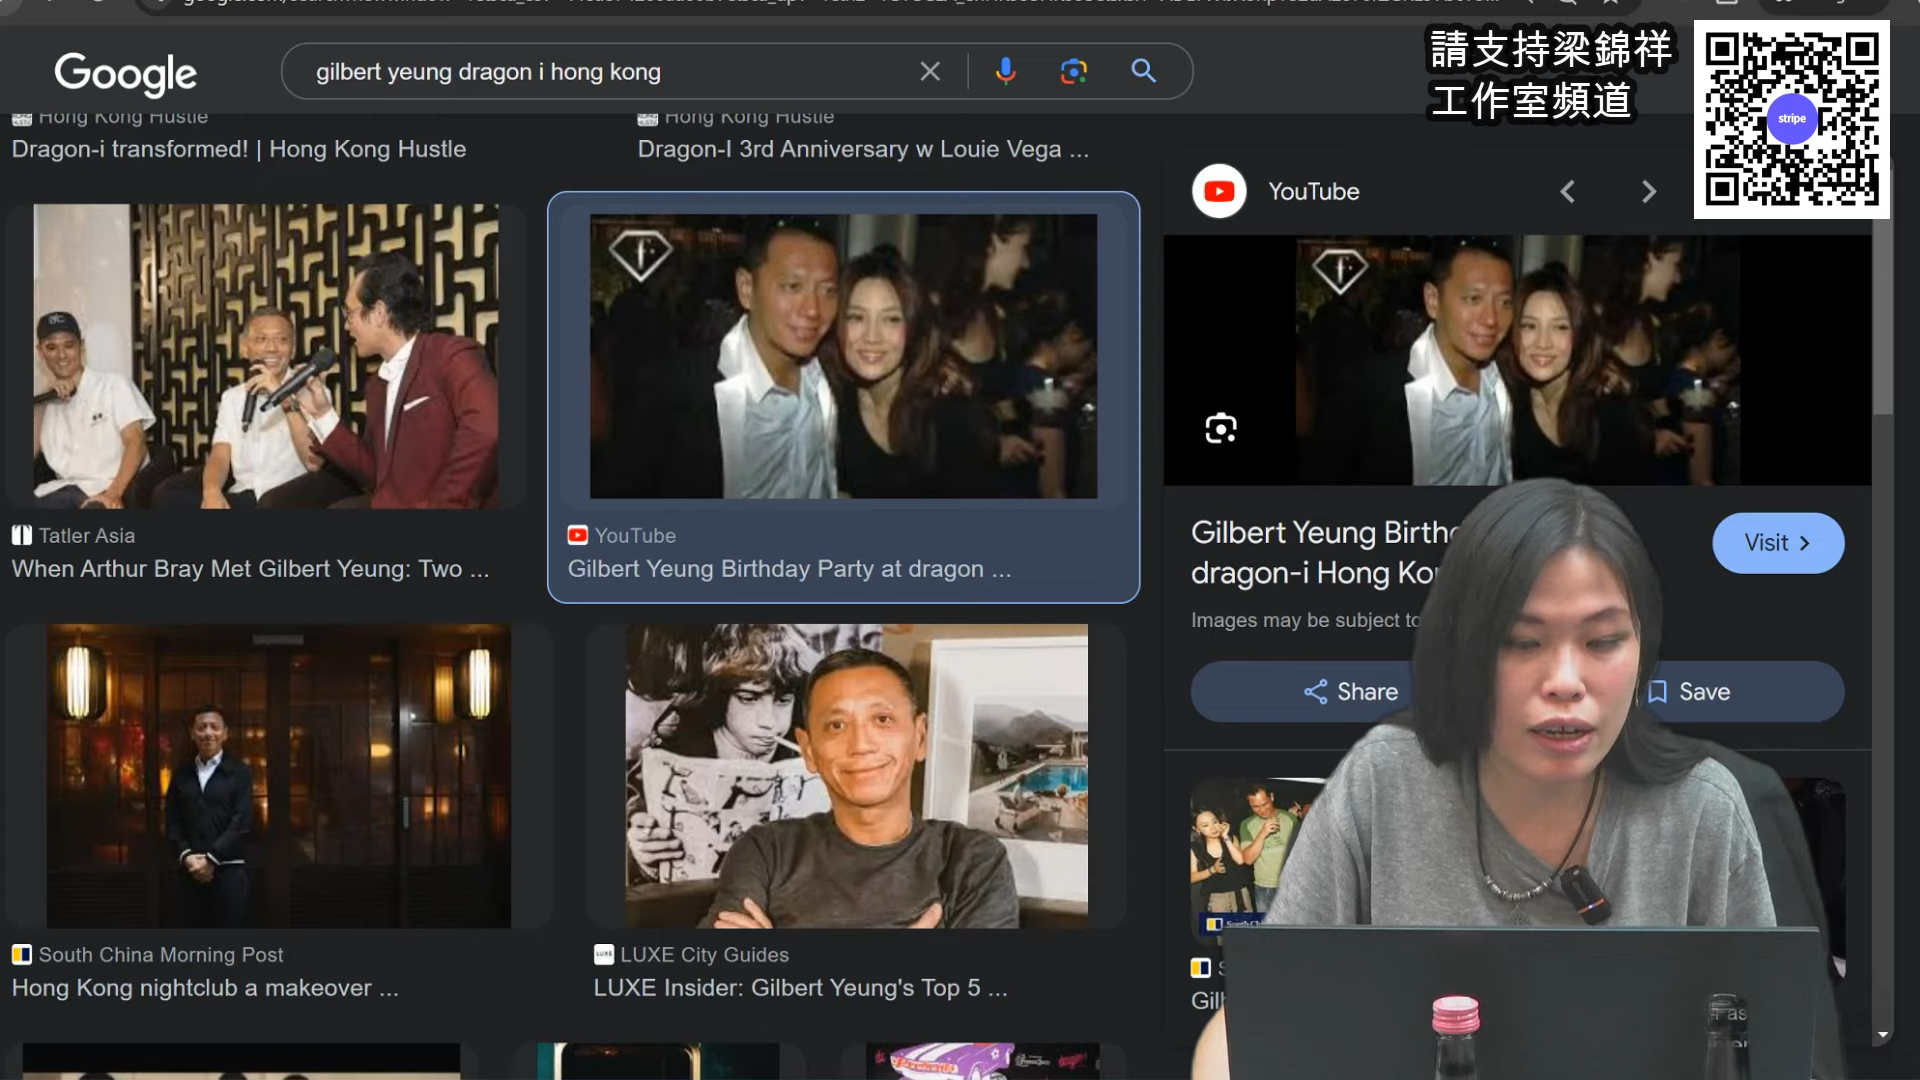 Google
gilbert yeung dragon i hong kong
請支持梁錦祥
工作室頻道
stripe
Hong Kong Hustle
Dragon-i transformed! | Hong Kong Hustle
Hong Kong Hustle
Dragon-I 3rd Anniversary w Louie Vega ...
YouTube
Tatler Asia
When Arthur Bray Met Gilbert Yeung: Two ...
YouTube
Gilbert Yeung Birthday Party at dragon ...
Gilbert Yeung Birth
dragon-i Hong Ko
Visit
Images may be subject to
Share
Save
South China Morning Post
Hong Kong nightclub a makeover ...
LUXE City Guides
LUXE Insider: Gilbert Yeung's Top 5 ...